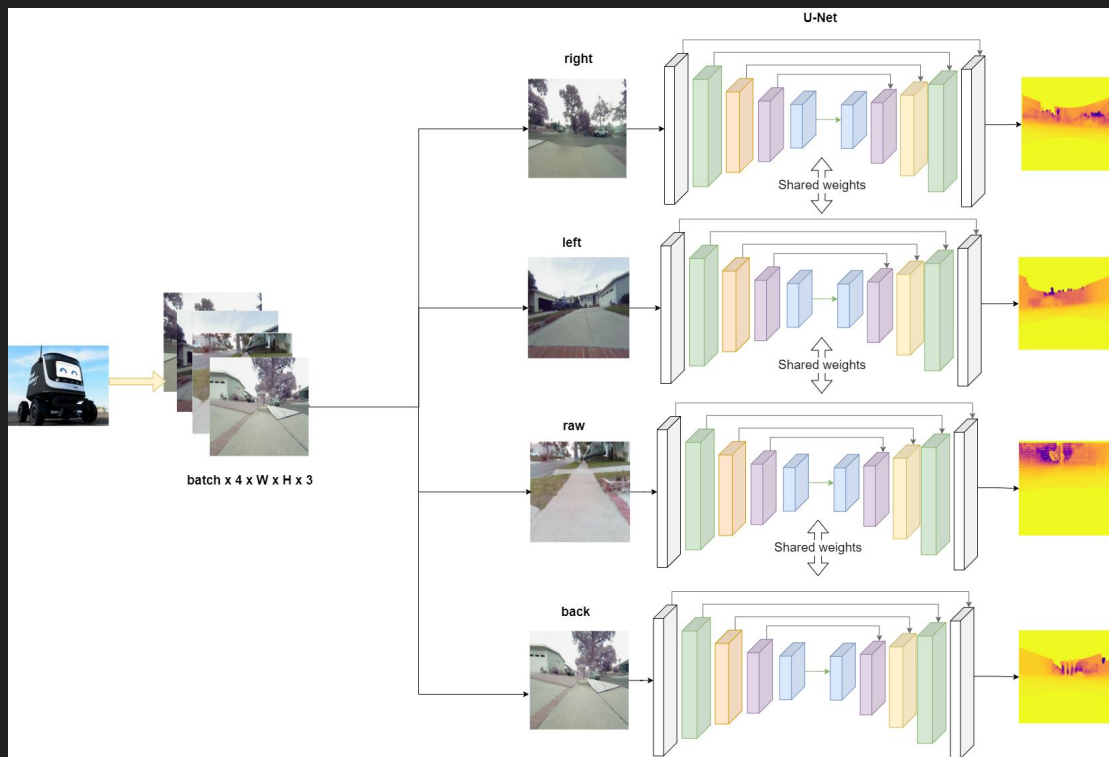 U-Net
right
Shared weights
left
Shared weights
batch x 4 x W x H x 3
raw
Shared weights
back